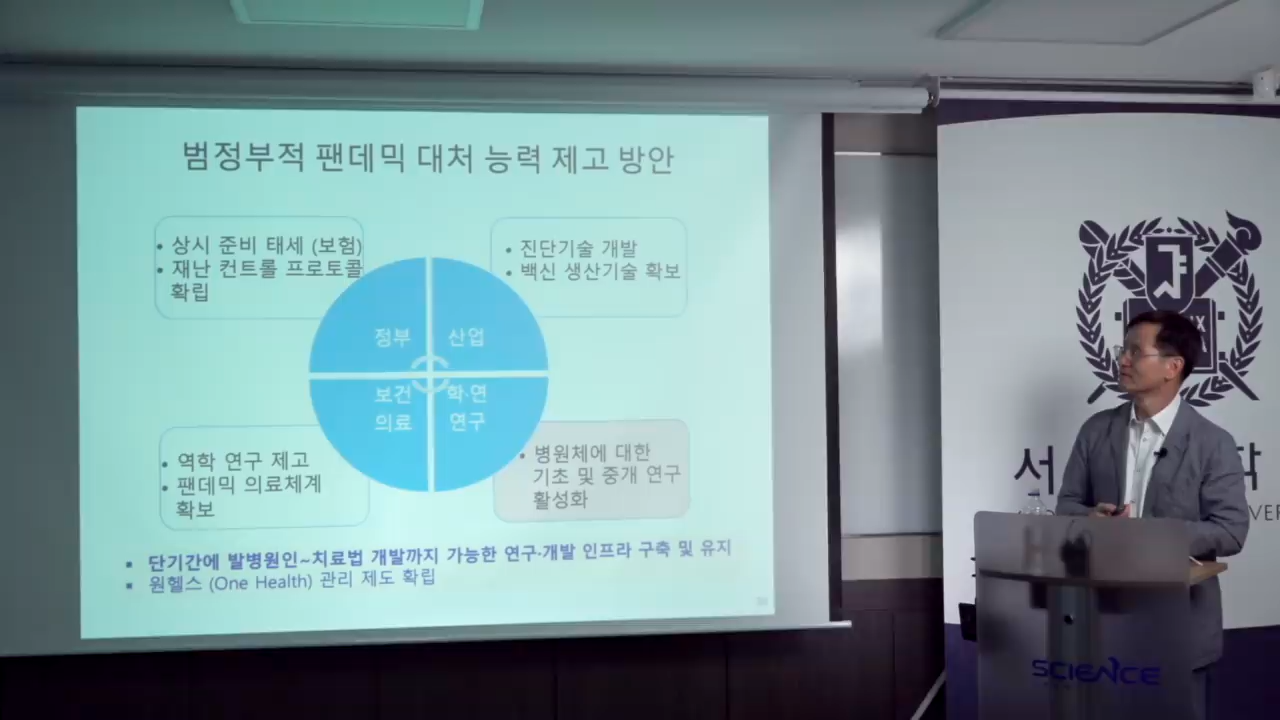 범정부적 팬데믹 대처 능력 제고 방안
• 상시 준비 태세 (보험)
• 재난 컨트롤 프로토콜
확립
• 진단기술 개발
• 백신 생산기술 확보
정부
산업
보건
의료
학·연
연구
• 역학 연구 제고
• 팬데믹 의료체계
확보
• 병원체에 대한
기초 및 중개 연구
활성화
▪ 단기간에 발병원인~치료법 개발까지 가능한 연구·개발 인프라 구축 및 유지
▪ 원헬스 (One Health) 관리 제도 확립
서
학
SCIENCE